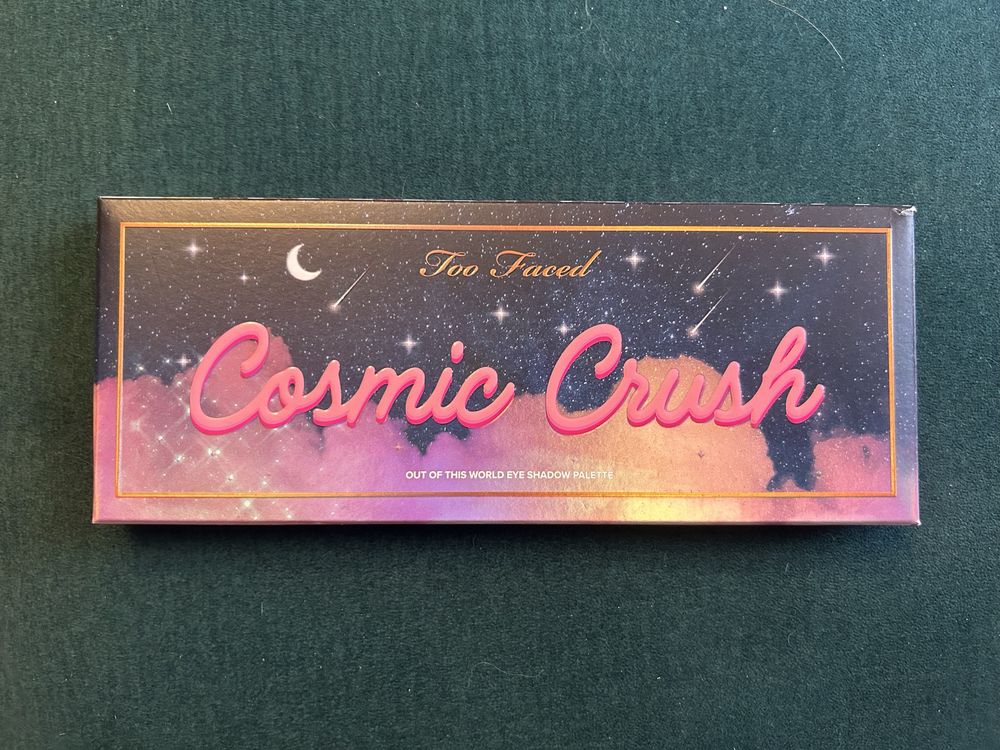 Too Faced
Cosmic Crush
OUT OF THIS WORLD EYE SHADOW PALETTE